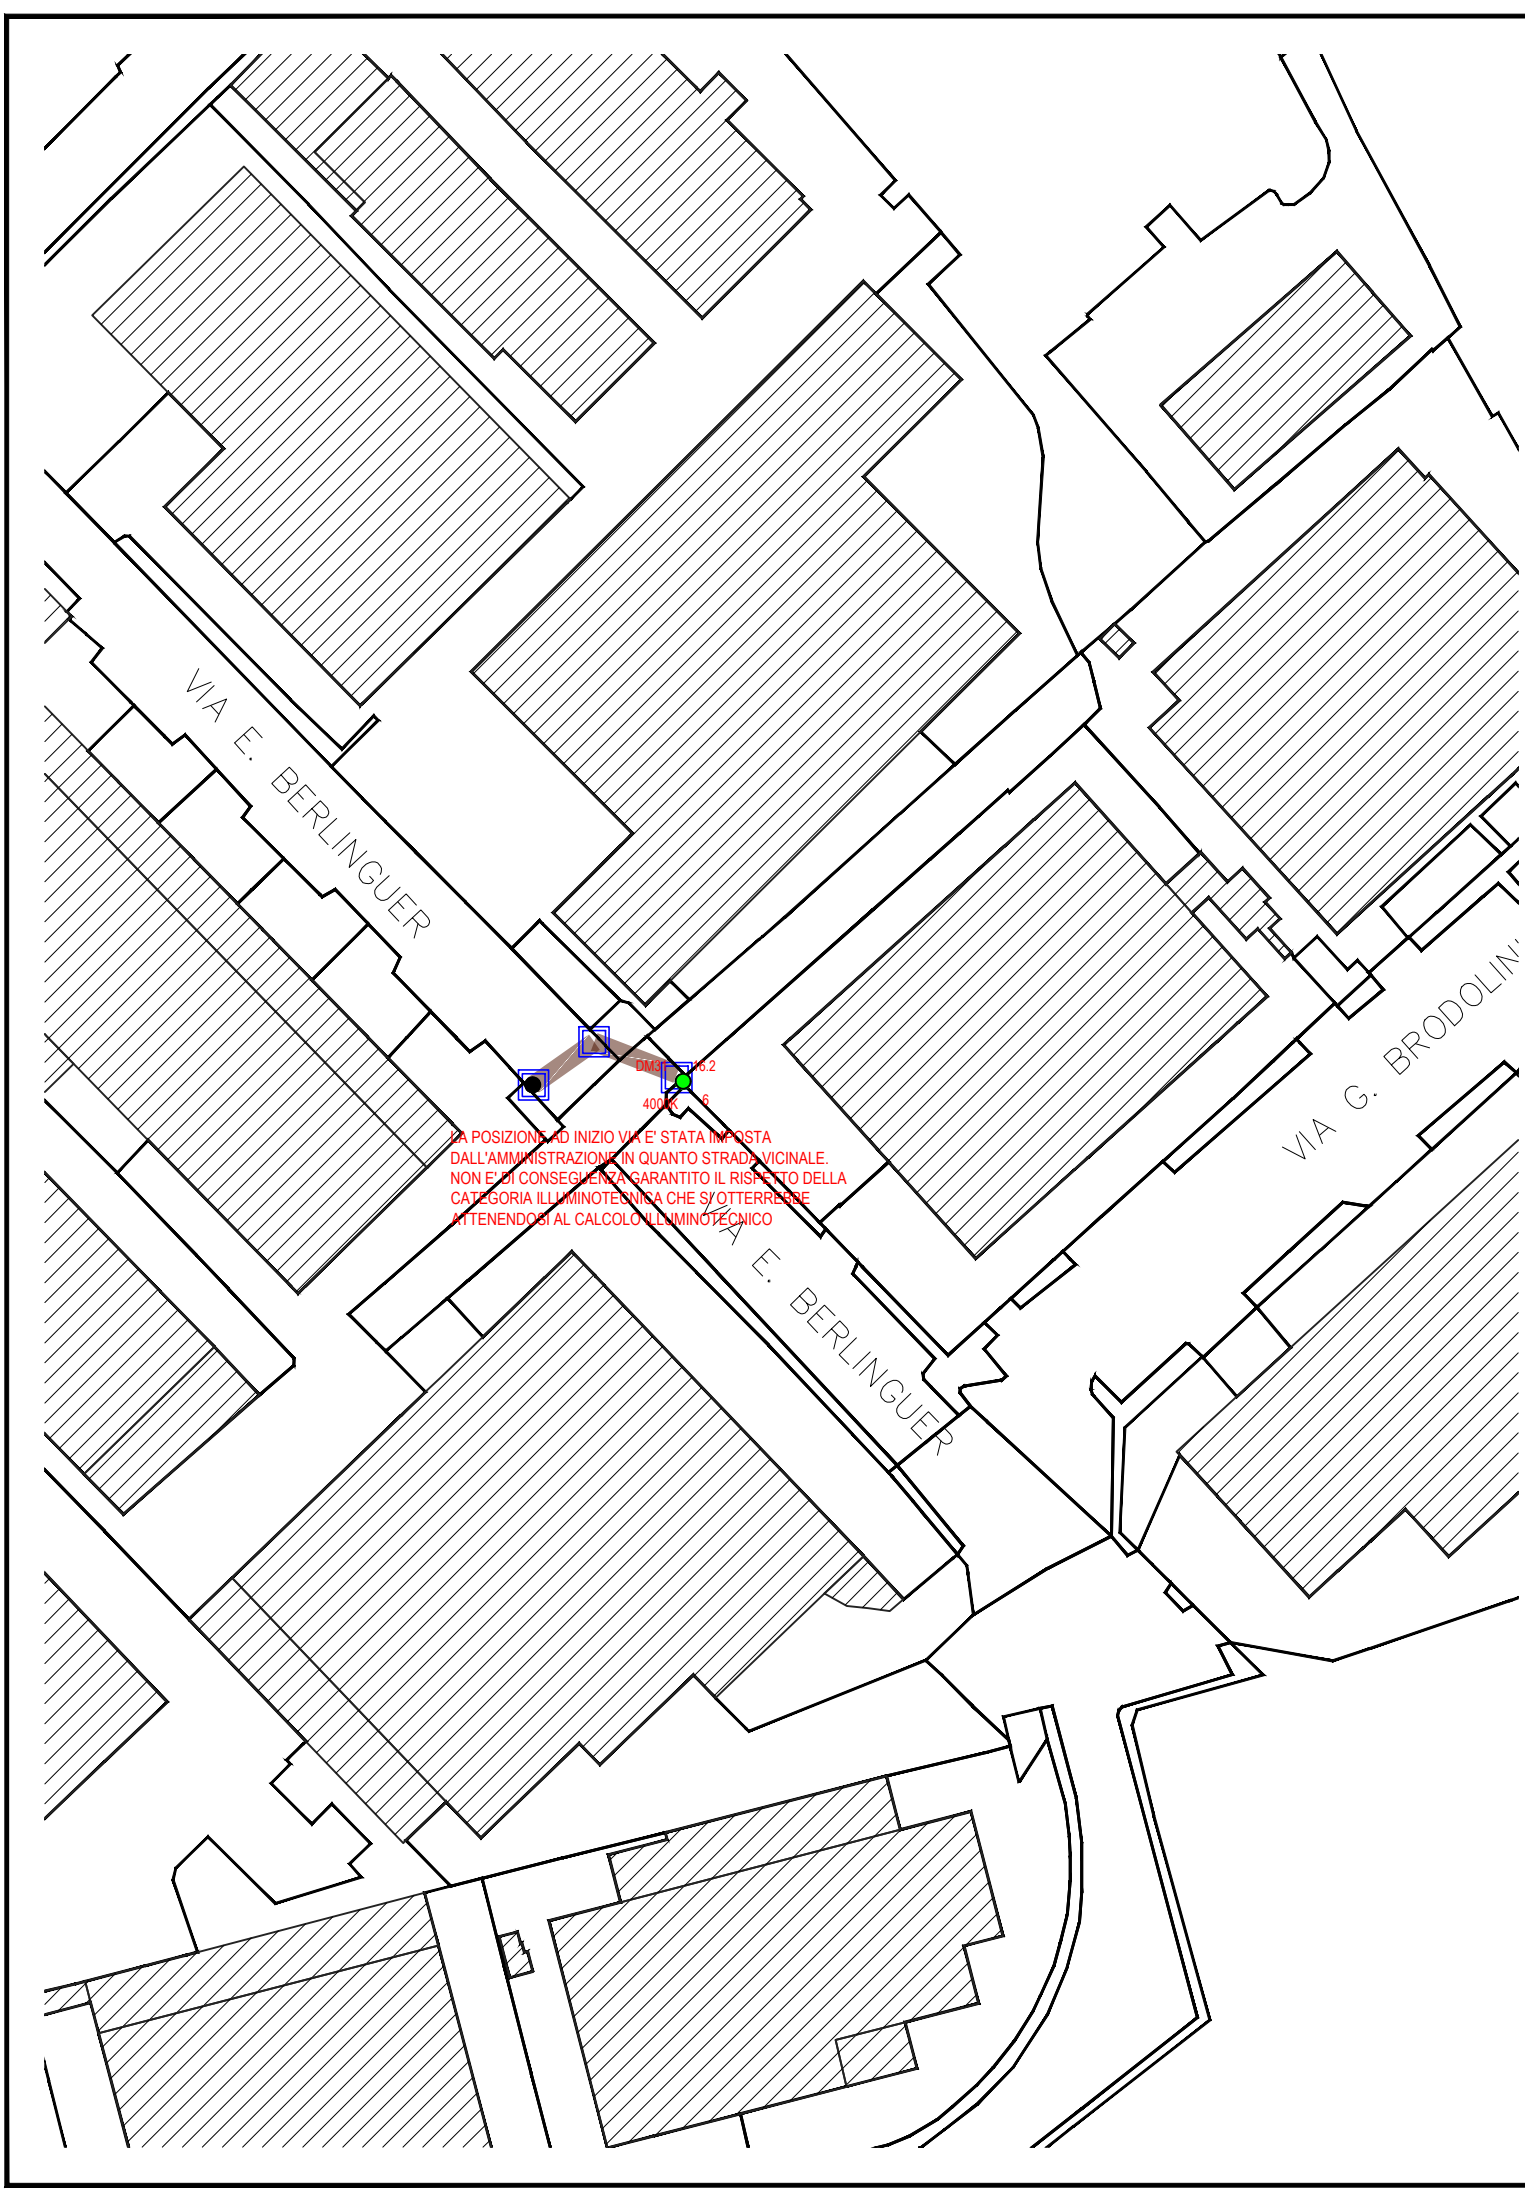 VIA E. BERLINGUER
VIA G. BRODOLIN
DM3 16.2
4000K 6
LA POSIZIONE AD INIZIO VIA E' STATA IMPOSTA
DALL'AMMINISTRAZIONE IN QUANTO STRADA VICINALE.
NON E' DI CONSEGUENZA GARANTITO IL RISPETTO DELLA
CATEGORIA ILLUMINOTECNICA CHE SI OTTERREBBE
ATTENENDOSI AL CALCOLO ILLUMINOTECNICO
VIA E. BERLINGUER